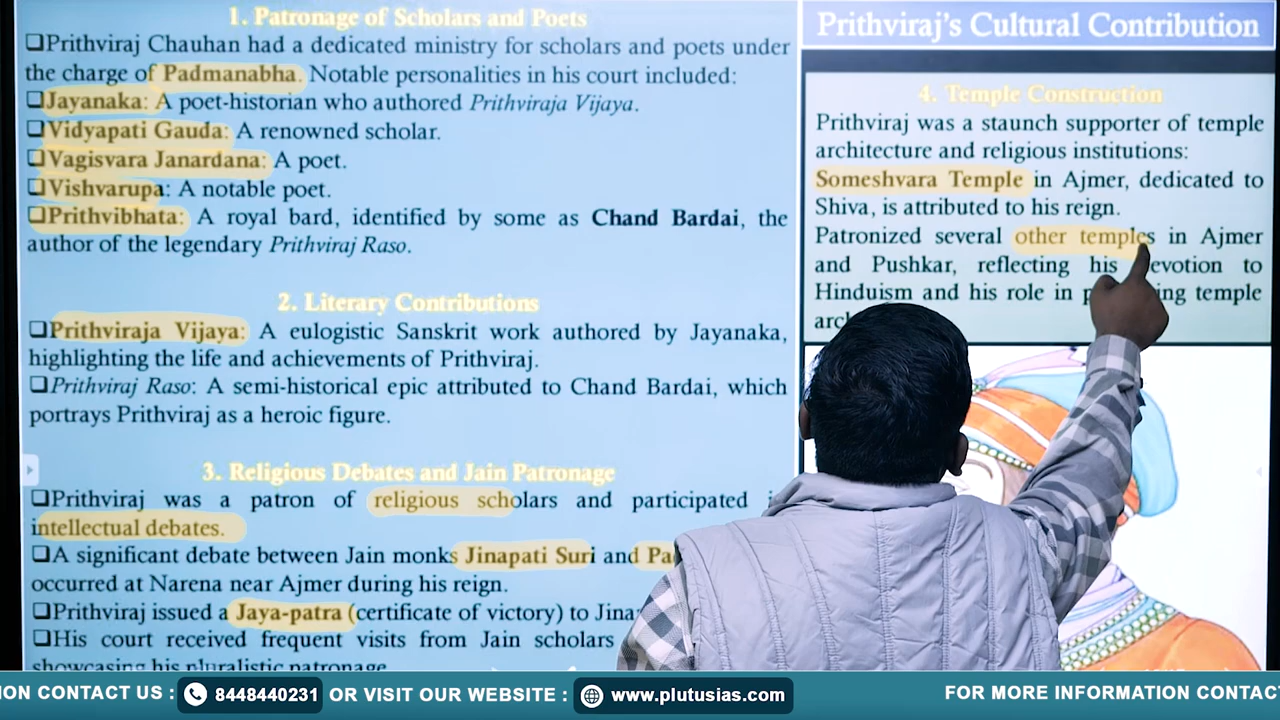 1. Patronage of Scholars and Poets
❑Prithviraj Chauhan had a dedicated ministry for scholars and poets under
the charge of Padmanabha. Notable personalities in his court included:
❑Jayanaka: A poet-historian who authored Prithviraja Vijaya.
❑Vidyapati Gauda: A renowned scholar.
❑Vagisvara Janardana: A poet.
❑Vishvarupa: A notable poet.
❑Prithvibhata: A royal bard, identified by some as Chand Bardai, the
author of the legendary Prithviraj Raso.
2. Literary Contributions
❑Prithviraja Vijaya: A eulogistic Sanskrit work authored by Jayanaka,
highlighting the life and achievements of Prithviraj.
❑Prithviraj Raso: A semi-historical epic attributed to Chand Bardai, which
portrays Prithviraj as a heroic figure.
3. Religious Debates and Jain Patronage
❑Prithviraj was a patron of religious scholars and participated
intellectual debates.
❑A significant debate between Jain monks Jinapati Suri and
occurred at Narena near Ajmer during his reign.
❑Prithviraj issued a Jaya-patra (certificate of victory) to
❑His court received frequent visits from Jain scholars
showcasing his pluralistic patronage
Prithviraj's Cultural Contribution
4. Temple Construction
Prithviraj was a staunch supporter of temple
architecture and religious institutions:
Someshvara Temple in Ajmer, dedicated to
Shiva, is attributed to his reign.
Patronized several other temples in Ajmer
and Pushkar, reflecting his
Hinduism and his role in temple
ION CONTACT US : 8448440231 OR VISIT OUR WEBSITE : www.plutusias.com FOR MORE INFORMATION CONTACT